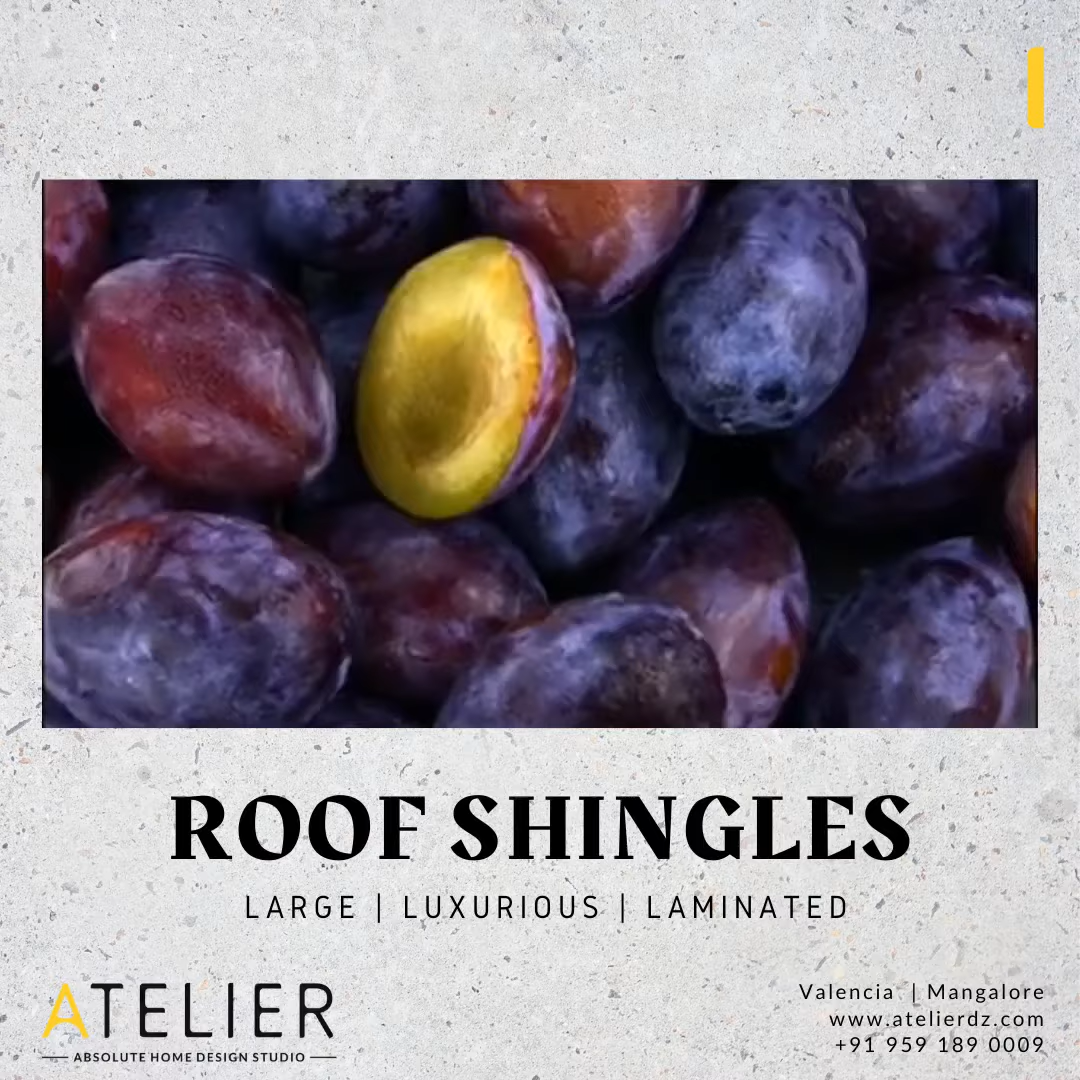 ROOF SHINGLES
LARGE | LUXURIOUS | LAMINATED
ATELIER
ABSOLUTE HOME DESIGN STUDIO
Valencia | Mangalore
www.atelierdz.com
+91 959 189 0009